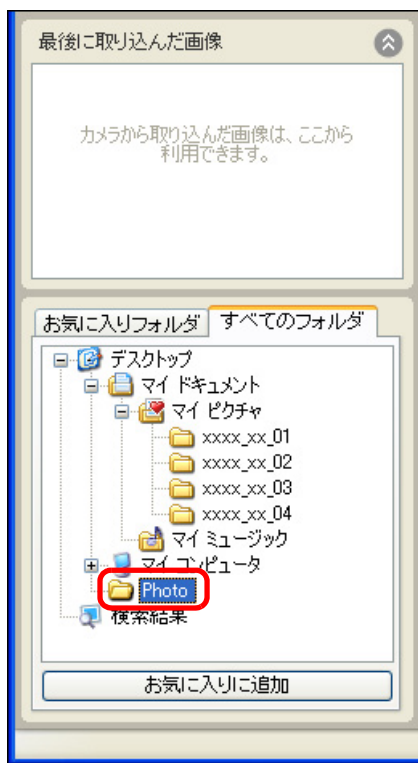 最後に取り込んだ画像
カメラから取り込んだ画像は、ここから
利用できます。
お気に入りフォルダ すべてのフォルダ
デスクトップ
マイ ドキュメント
マイ ピクチャ
xxxx_xx_01
xxxx_xx_02
xxxx_xx_03
xxxx_xx_04
マイ ミュージック
マイ コンピュータ
Photo
検索結果
お気に入りに追加